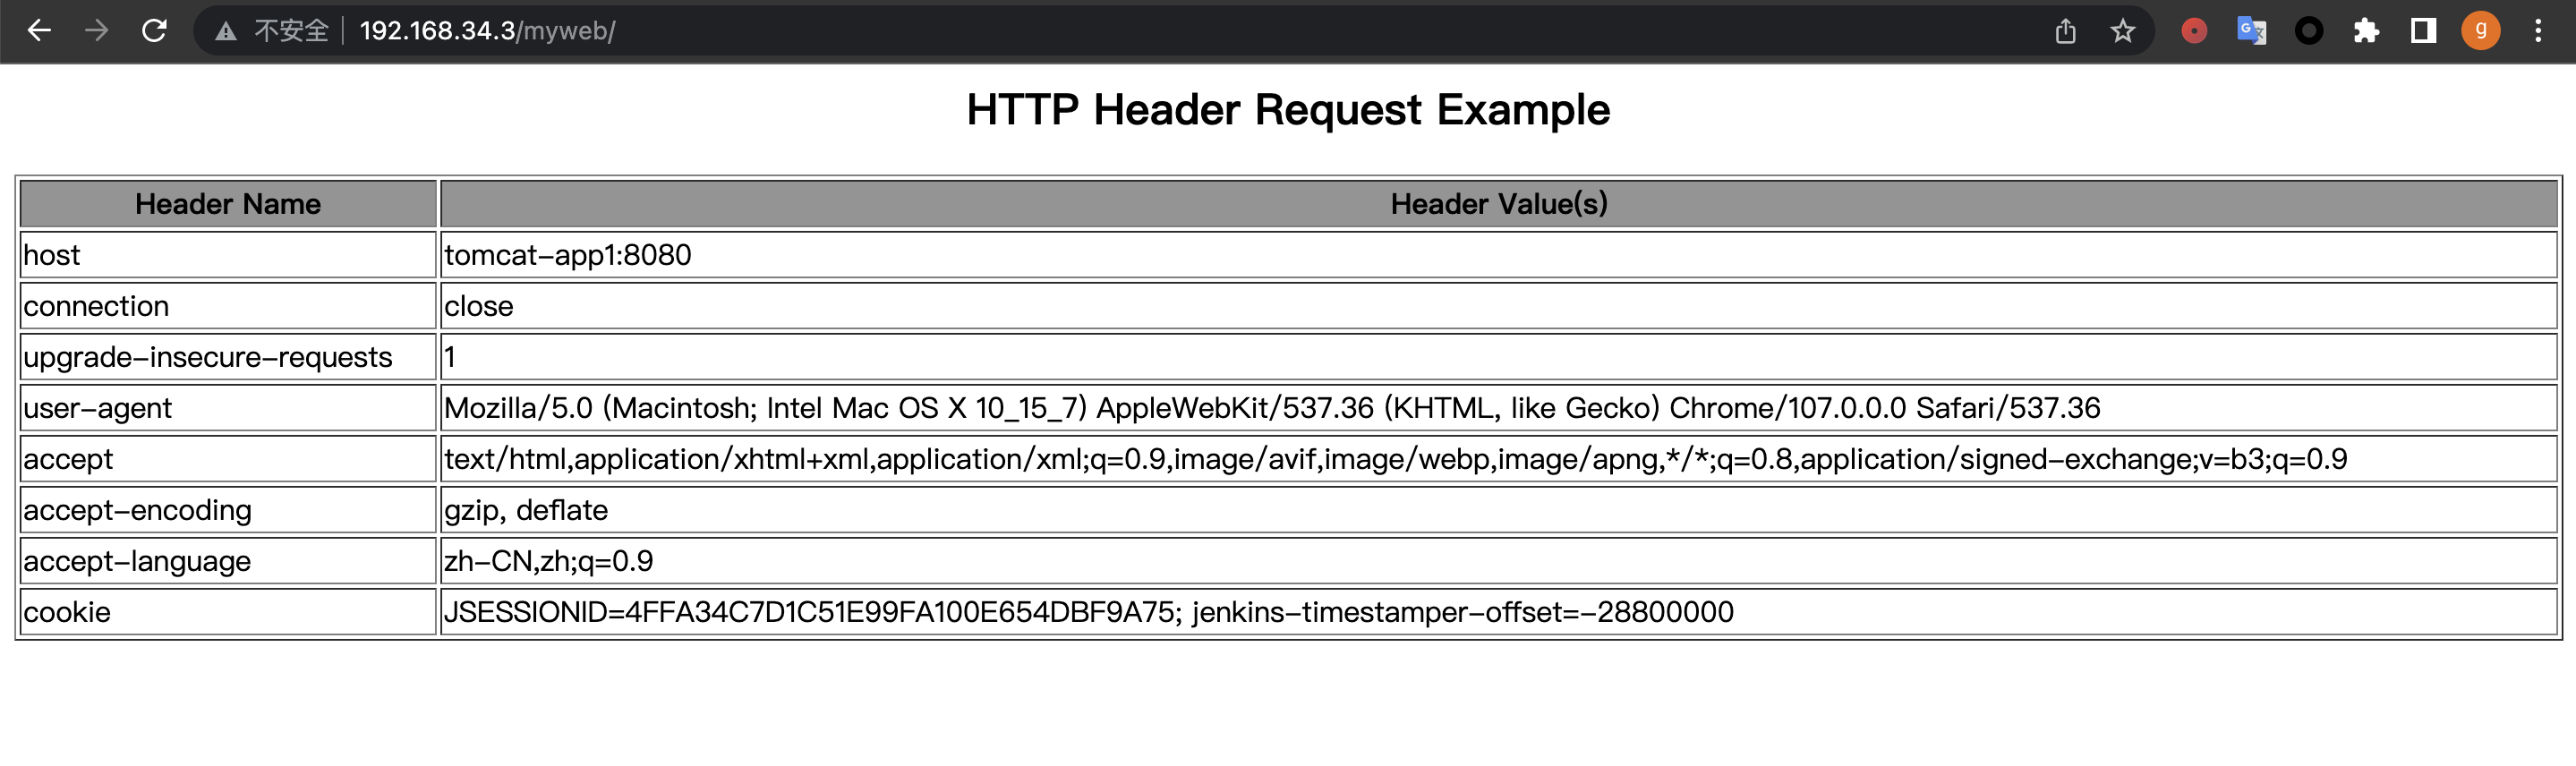 不安全 192.168.34.3/myweb/ g
HTTP Header Request Example
Header Name Header Value(s)
host tomcat-app1:8080
connection close
upgrade-insecure-requests 1
user-agent Mozilla/5.0 (Macintosh; Intel Mac OS X 10_15_7) AppleWebKit/537.36 (KHTML, like Gecko) Chrome/107.0.0.0 Safari/537.36
accept text/html,application/xhtml+xml,application/xml;q=0.9,image/avif,image/webp,image/apng,*/*;q=0.8,application/signed-exchange;v=b3;q=0.9
accept-encoding gzip, deflate
accept-language zh-CN,zh;q=0.9
cookie JSESSIONID=4FFA34C7D1C51E99FA100E654DBF9A75; jenkins-timestamper-offset=-28800000